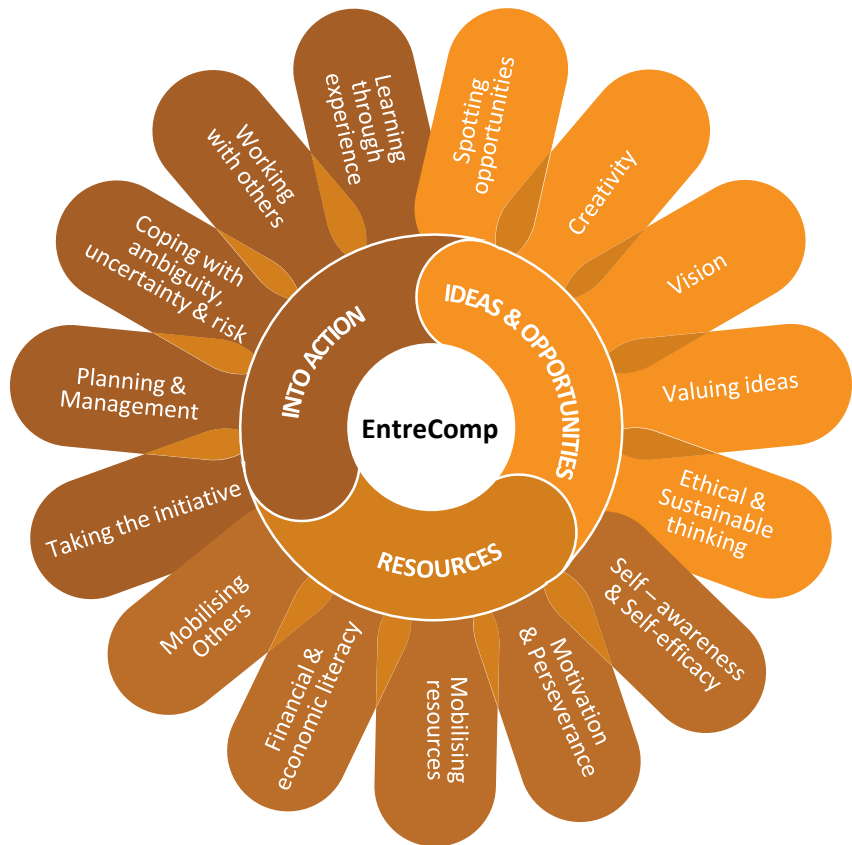 EntreComp
IDEAS & OPPORTUNITIES
RESOURCES
INTO ACTION
Spotting
opportunities
Creativity
Vision
Valuing ideas
Ethical &
Sustainable
thinking
Self – awareness
& Self-efficacy
Motivation
& Perseverance
Mobilising
resources
Financial &
economic literacy
Mobilising
Others
Taking the initiative
Planning &
Management
Coping with
ambiguity,
uncertainty & risk
Working
with others
Learning
through
experience